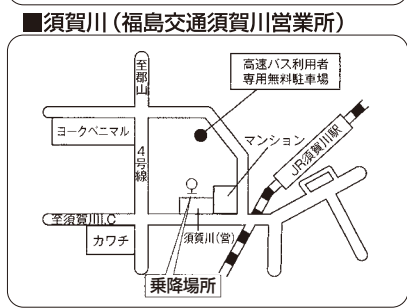 ■須賀川（福島交通須賀川営業所）
至郡山
高速バス利用者
専用無料駐車場
ヨークベニマル
4号線
マンション
JR須賀川駅
至須賀川I.C
カワチ
須賀川(営)
乗降場所